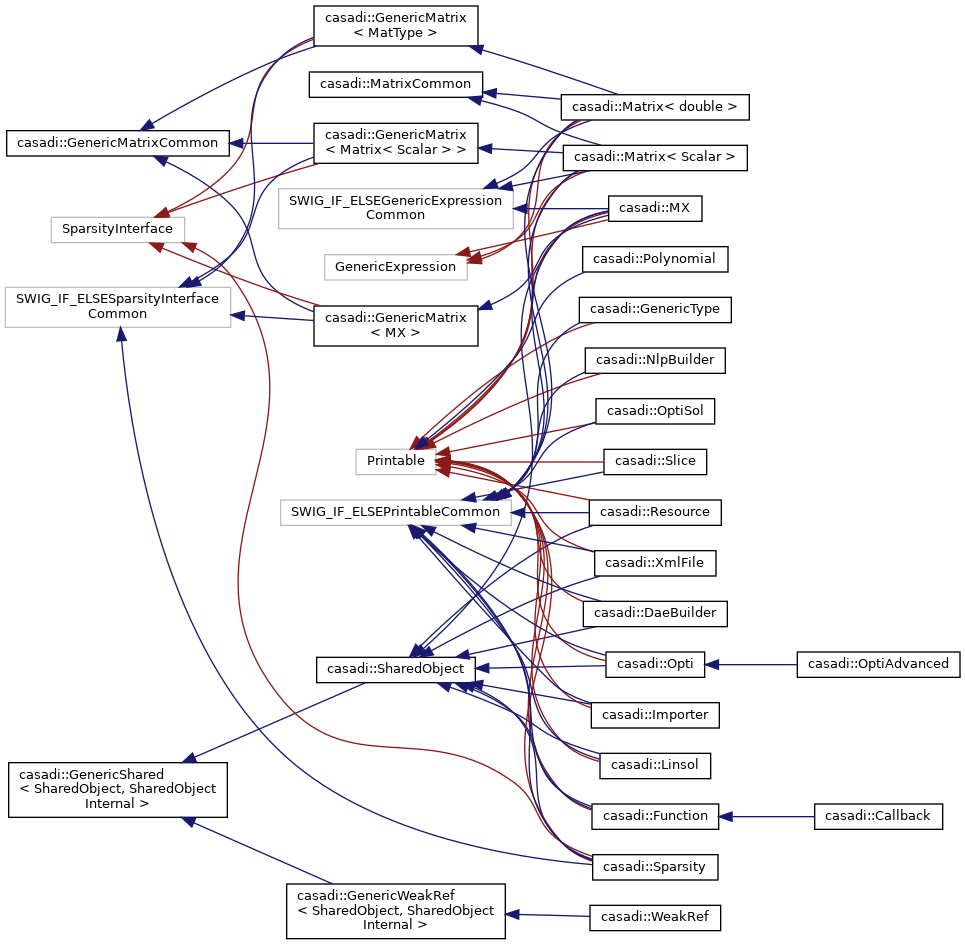 casadi::GenericMatrix
< MatType >
casadi::MatrixCommon
casadi::Matrix< double >
casadi::GenericMatrixCommon
casadi::GenericMatrix
< Matrix< Scalar > >
casadi::Matrix< Scalar >
SWIG_IF_ELSEGenericExpression
Common
casadi::MX
SparsityInterface
GenericExpression
casadi::Polynomial
SWIG_IF_ELSESparsityInterface
Common
casadi::GenericMatrix
< MX >
casadi::GenericType
casadi::NlpBuilder
casadi::OptiSol
Printable
casadi::Slice
SWIG_IF_ELSEPrintableCommon
casadi::Resource
casadi::XmlFile
casadi::DaeBuilder
casadi::SharedObject
casadi::Opti
casadi::OptiAdvanced
casadi::Importer
casadi::Linsol
casadi::GenericShared
< SharedObject, SharedObject
Internal >
casadi::Function
casadi::Callback
casadi::Sparsity
casadi::GenericWeakRef
< SharedObject, SharedObject
Internal >
casadi::WeakRef